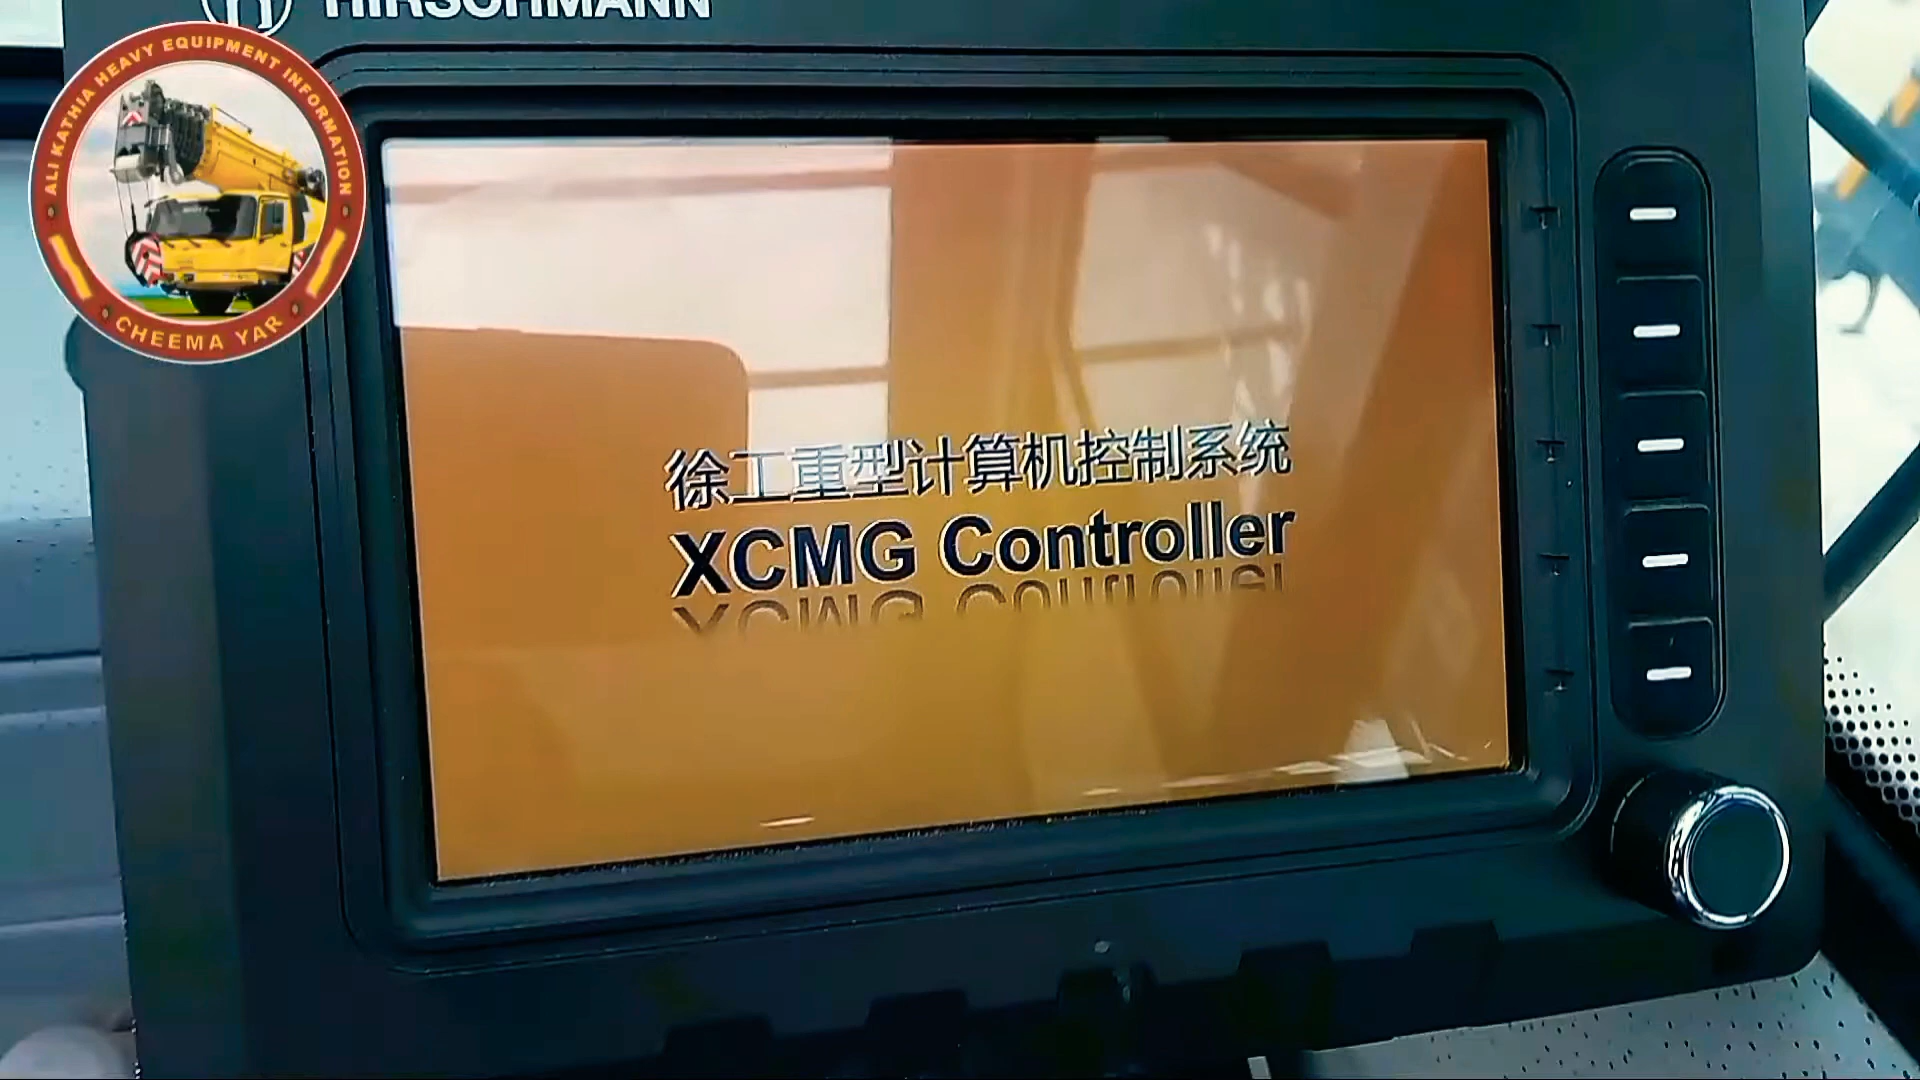 HIRSCHMANN
ALI KATHIA HEAVY EQUIPMENT INFORMATION
CHEEMA YAR
徐工重型计算机控制系统
XCMG Controller